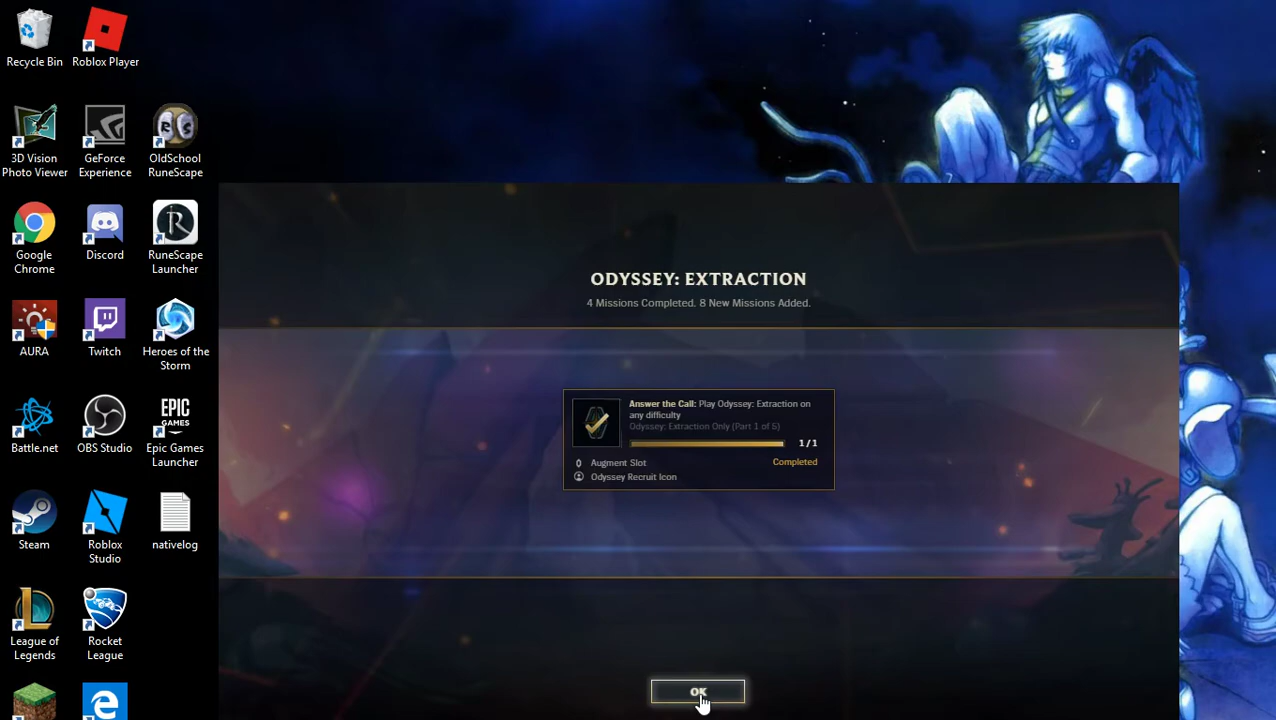 Recycle Bin
Roblox Player
3D Vision
Photo Viewer
GeForce
Experience
OldSchool
RuneScape
Google
Chrome
Discord
RuneScape
Launcher
AURA
Twitch
Heroes of the
Storm
Battle.net
OBS Studio
EPIC
GAMES
Epic Games
Launcher
Steam
Roblox
Studio
nativelog
League of
Legends
Rocket
League
ODYSSEY: EXTRACTION
4 Missions Completed. 8 New Missions Added.
Answer the Call: Play Odyssey: Extraction on
any difficulty
Odyssey: Extraction Only (Part 1 of 5)
1/1
Augment Slot
Completed
Odyssey Recruit Icon
OK